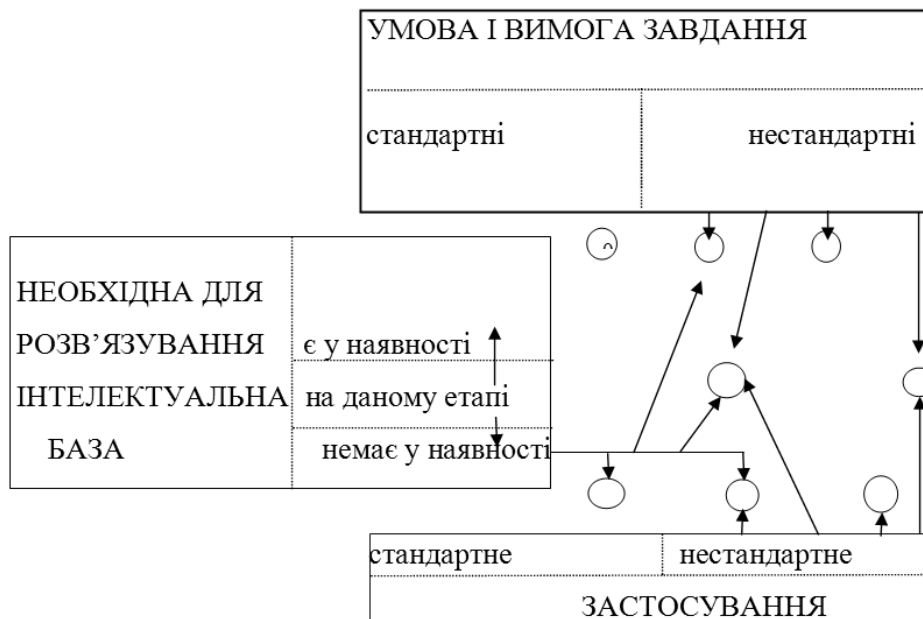 УМОВА І ВИМОГА ЗАВДАННЯ
стандартні нестандартні
НЕОБХІДНА ДЛЯ
РОЗВ’ЯЗУВАННЯ є у наявності
ІНТЕЛЕКТУАЛЬНА на даному етапі
БАЗА немає у наявності
стандартне нестандартне
ЗАСТОСУВАННЯ